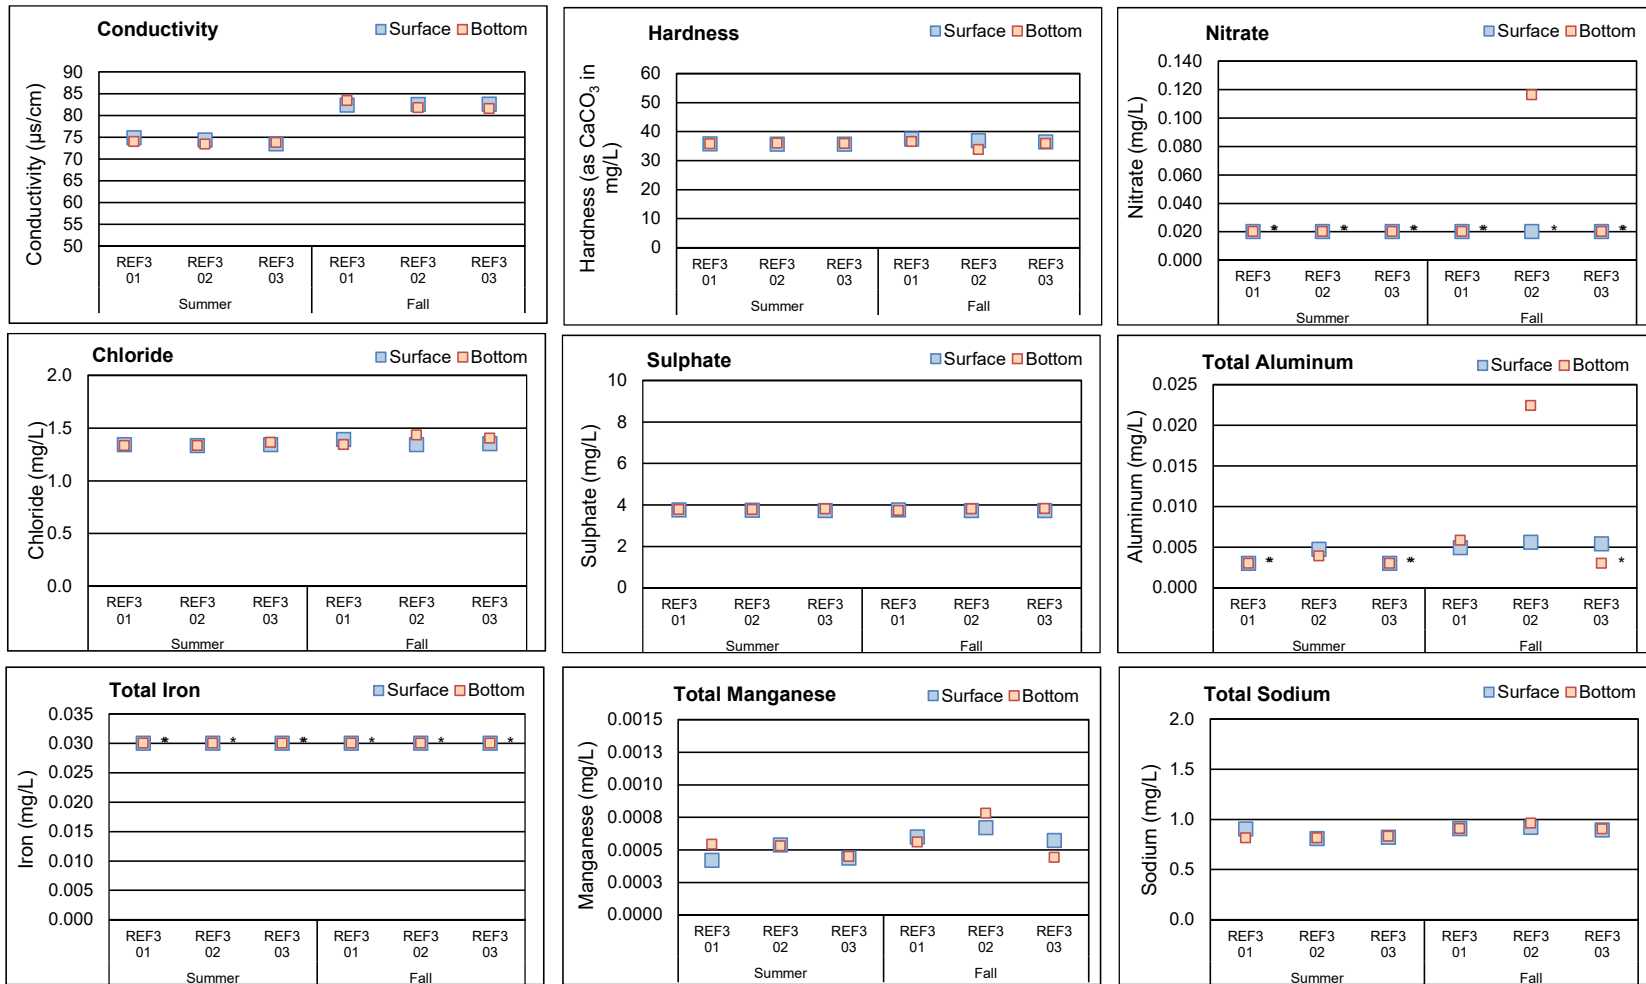 Conductivity
Surface Bottom
Conductivity (µs/cm)
90
85
80
75
70
65
60
55
50
REF3 REF3 REF3 REF3 REF3 REF3
01 02 03 01 02 03
Summer Fall
Hardness
Surface Bottom
Hardness (as CaCO3 in
mg/L)
60
50
40
30
20
10
0
REF3 REF3 REF3 REF3 REF3 REF3
01 02 03 01 02 03
Summer Fall
Nitrate
Surface Bottom
Nitrate (mg/L)
0.140
0.120
0.100
0.080
0.060
0.040
0.020
0.000
* * * * * *
REF3 REF3 REF3 REF3 REF3 REF3
01 02 03 01 02 03
Summer Fall
Chloride
Surface Bottom
Chloride (mg/L)
2.0
1.5
1.0
0.5
0.0
REF3 REF3 REF3 REF3 REF3 REF3
01 02 03 01 02 03
Summer Fall
Sulphate
Surface Bottom
Sulphate (mg/L)
10
8
6
4
2
0
REF3 REF3 REF3 REF3 REF3 REF3
01 02 03 01 02 03
Summer Fall
Total Aluminum
Surface Bottom
Aluminum (mg/L)
0.025
0.020
0.015
0.010
0.005
0.000
* * *
REF3 REF3 REF3 REF3 REF3 REF3
01 02 03 01 02 03
Summer Fall
Total Iron
Surface Bottom
Iron (mg/L)
0.035
0.030
* * * * * *
0.025
0.020
0.015
0.010
0.005
0.000
REF3 REF3 REF3 REF3 REF3 REF3
01 02 03 01 02 03
Summer Fall
Total Manganese
Surface Bottom
Manganese (mg/L)
0.0015
0.0013
0.0010
0.0008
0.0005
0.0003
0.0000
REF3 REF3 REF3 REF3 REF3 REF3
01 02 03 01 02 03
Summer Fall
Total Sodium
Surface Bottom
Sodium (mg/L)
2.0
1.5
1.0
0.5
0.0
REF3 REF3 REF3 REF3 REF3 REF3
01 02 03 01 02 03
Summer Fall